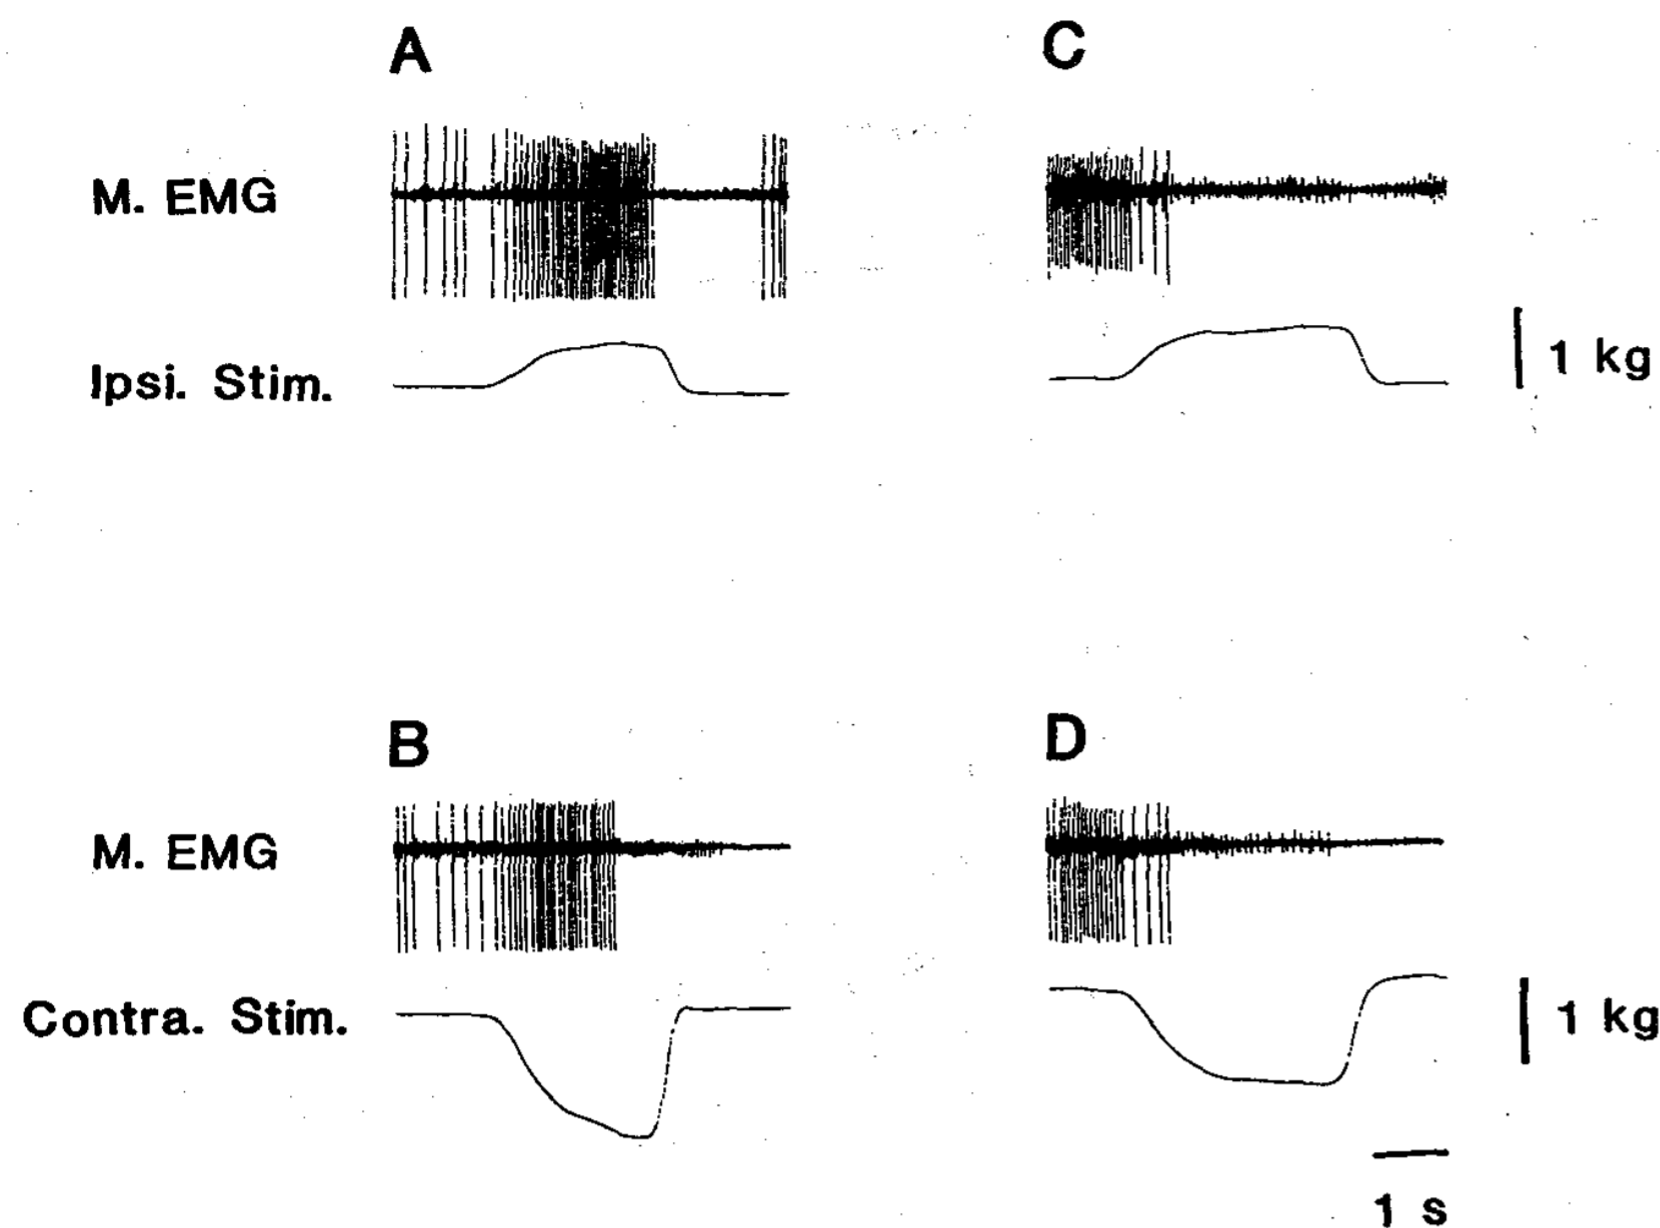 A
C
M. EMG
Ipsi. Stim.
1 kg
B
D
M. EMG
Contra. Stim.
1 kg
1 s